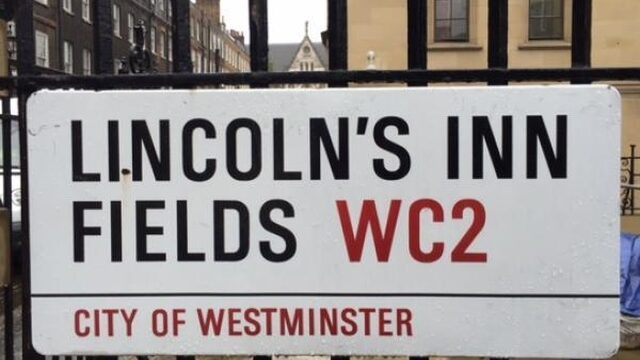 LINCOLN'S INN
FIELDS WC2
CITY OF WESTMINSTER